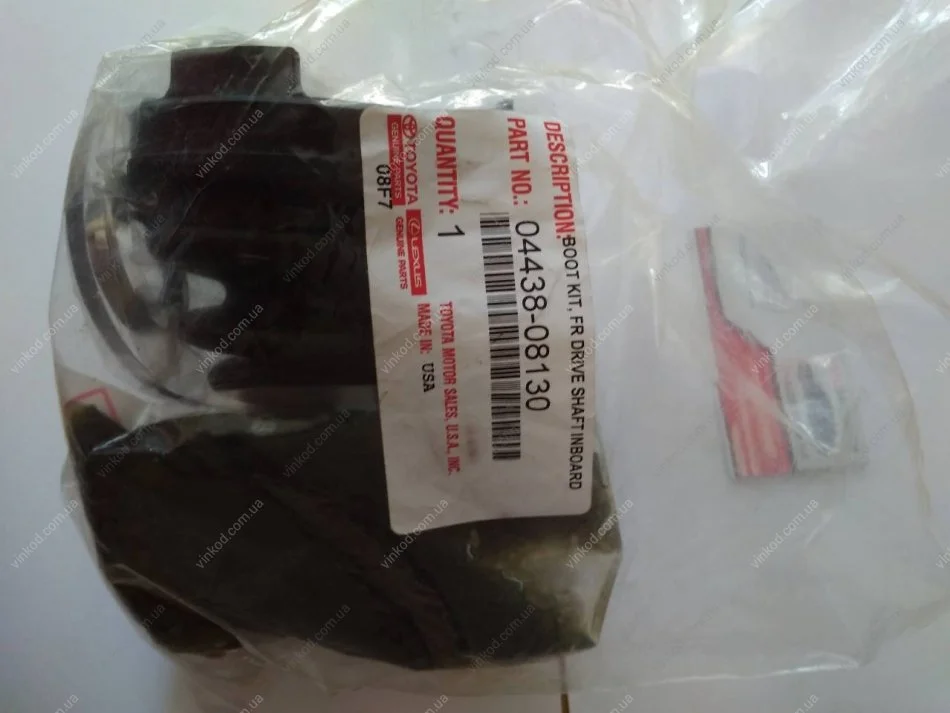 DESCRIPTION: BOOT KIT, FR DRIVE SHAFT INBOARD
PART NO.: 04438-08130
QUANTITY: 1
TOYOTA MOTOR SALES, U.S.A., INC.
MADE IN: USA
TOYOTA
GENUINE PARTS
LEXUS
GENUINE PARTS
08F7
vinkod.com.ua